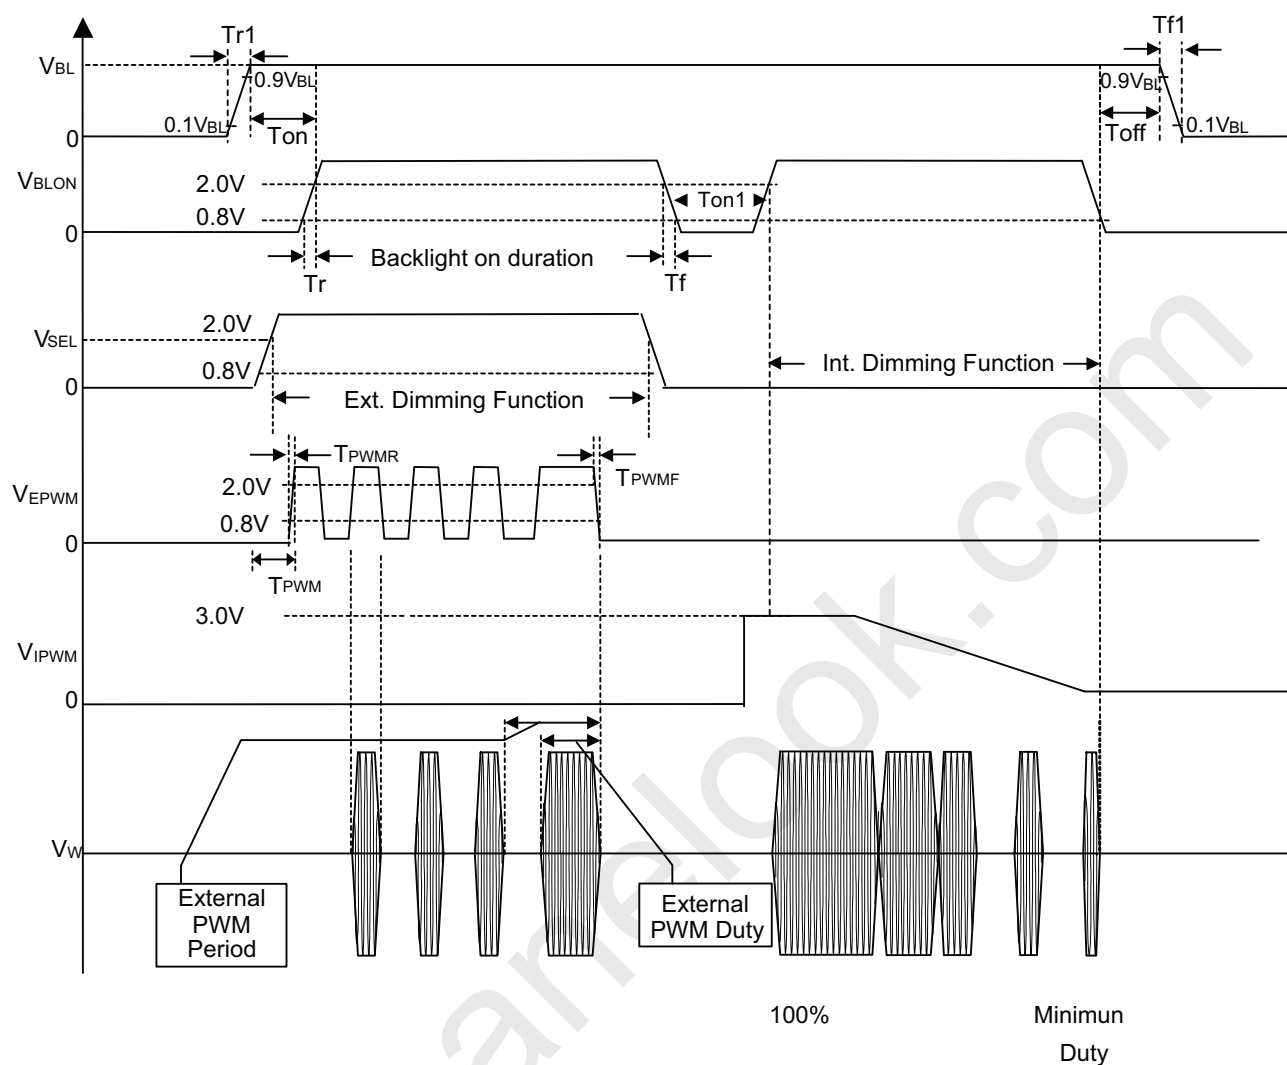 Tr1
Tf1
VBL
0.9VBL
0.9VBL
0.1VBL
Ton
Toff
0.1VBL
0
VBLON
2.0V
Ton1
0.8V
0
Backlight on duration
Tr
Tf
VSEL
2.0V
0.8V
Int. Dimming Function
0
Ext. Dimming Function
TPWMR
TPWMF
VEPWM
2.0V
0.8V
0
TPWM
3.0V
VIPWM
0
VW
External
PWM
Period
External
PWM Duty
100%
Minimun
Duty
anelook.com